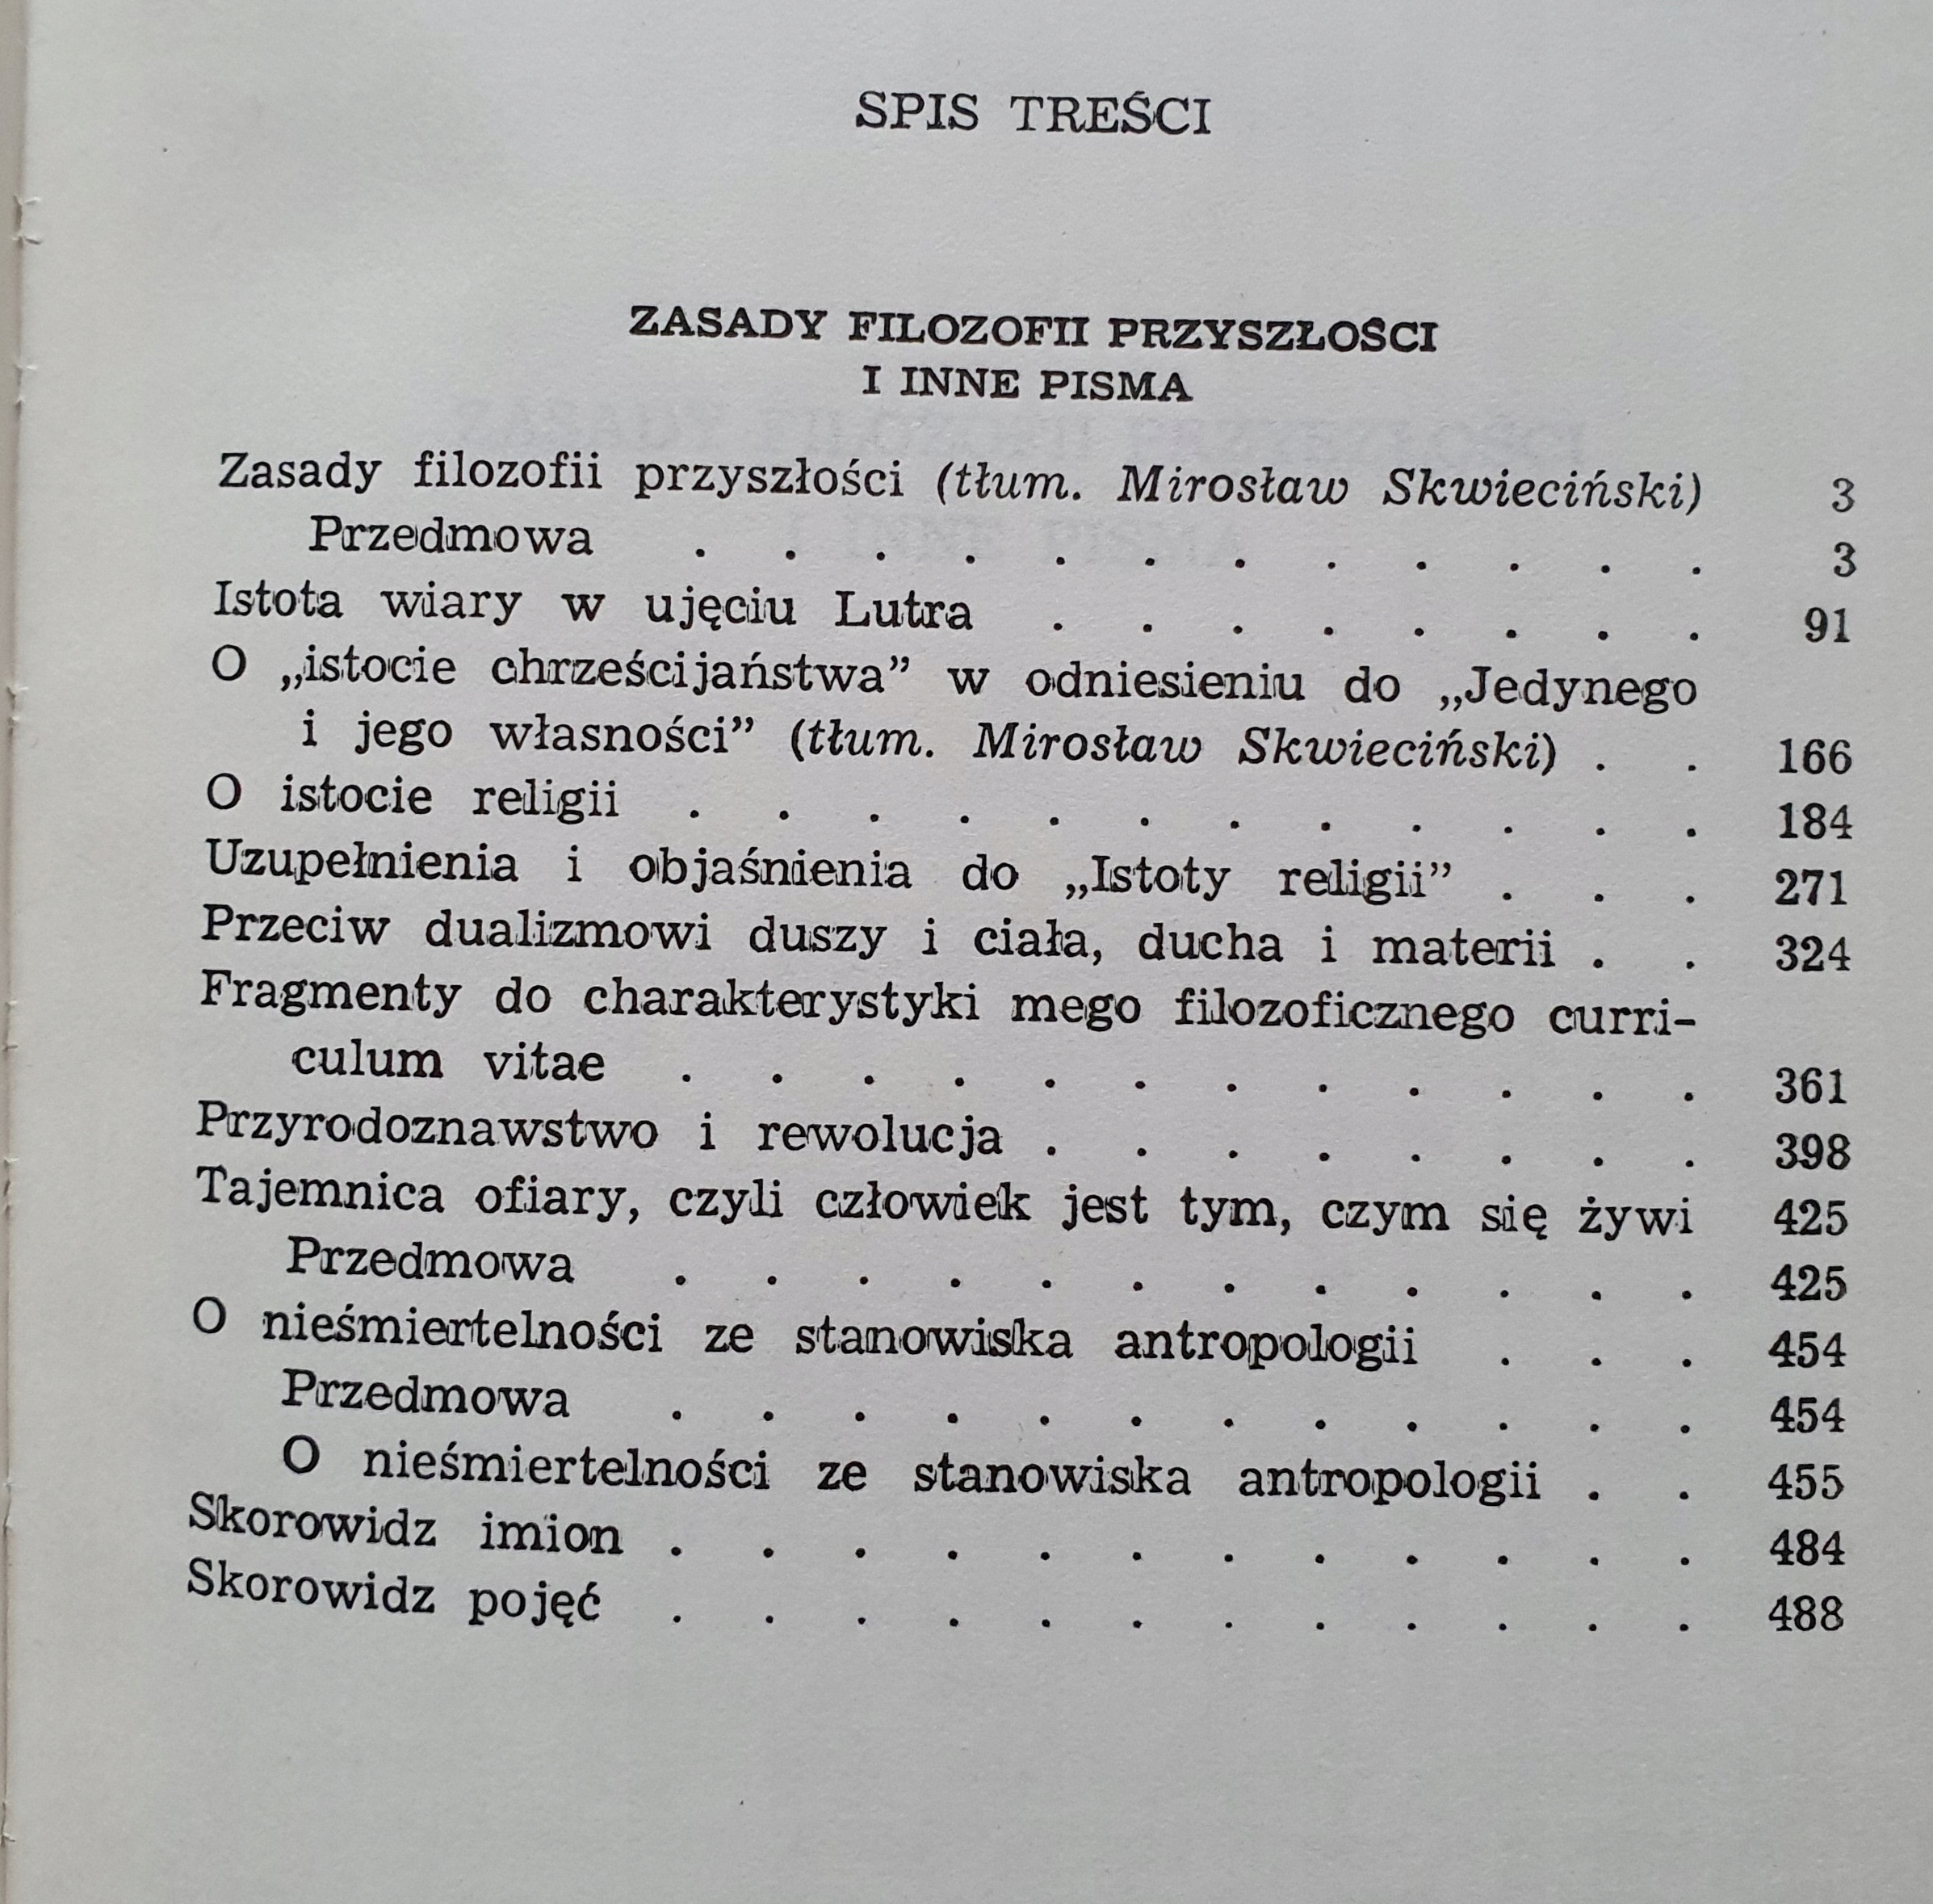 SPIS TREŚCI
ZASADY FILOZOFII PRZYSZŁOŚCI
I INNE PISMA
Zasady filozofii przyszłości (tłum. Mirosław Skwieciński) 3
Przedmowa . . . . . . . . . . . . 3
Istota wiary w ujęciu Lutra . . . . . . . . 91
O „istocie chrześcijaństwa” w odniesieniu do „Jedynego
i jego własności” (tłum. Mirosław Skwieciński) . . 166
O istocie religii . . . . . . . . . . . . 184
Uzupełnienia i objaśnienia do „Istoty religii” . . . 271
Przeciw dualizmowi duszy i ciała, ducha i materii . . 324
Fragmenty do charakterystyki mego filozoficznego curri-
culum vitae . . . . . . . . . . . . 361
Przyrodoznawstwo i rewolucja . . . . . . . . 398
Tajemnica ofiary, czyli człowiek jest tym, czym się żywi 425
Przedmowa . . . . . . . . . . . . 425
O nieśmiertelności ze stanowiska antropologii . . . 454
Przedmowa . . . . . . . . . . . . 454
O nieśmiertelności ze stanowiska antropologii . . 455
Skorowidz imion . . . . . . . . . . . . 484
Skorowidz pojęć . . . . . . . . . . . . 488